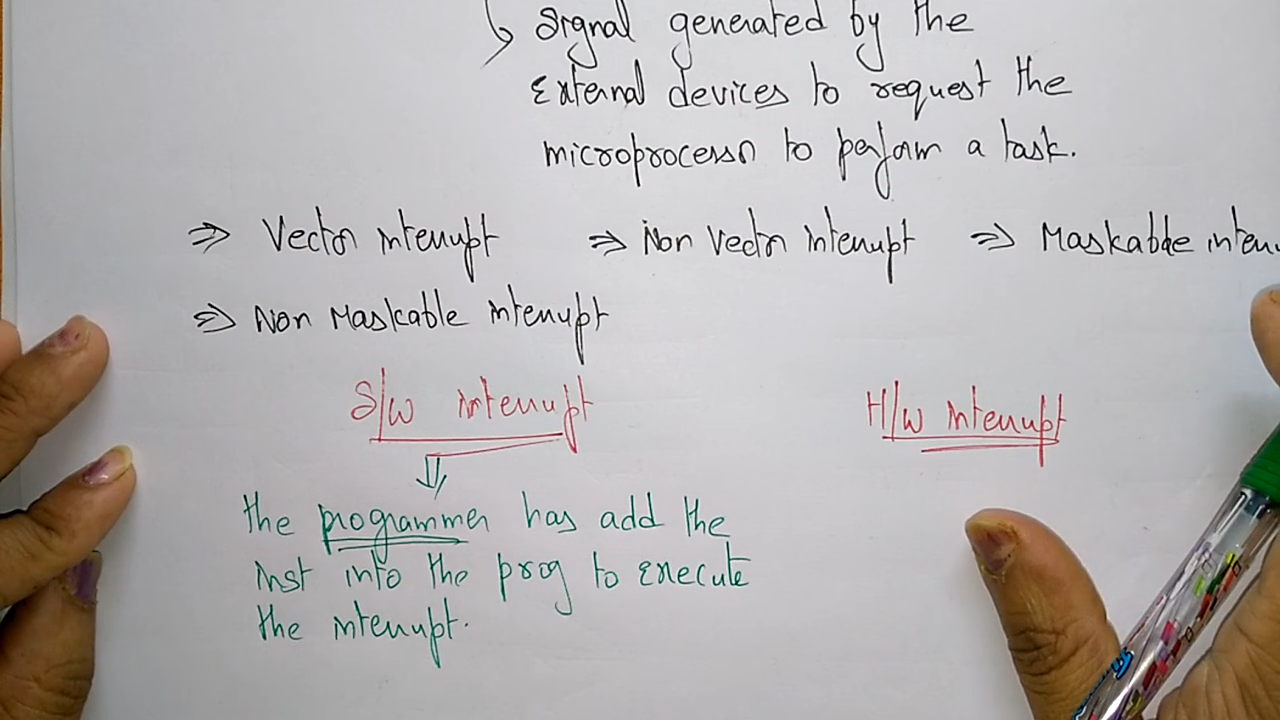 Signal generated by the
External devices to request the
microprocessor to perform a task.
⇒ Vector interrupt ⇒ Non Vector interrupt ⇒ Maskable interr
⇒ Non Maskable interrupt
S/w interrupt H/w interrupt
the programmer has add the
inst into the prog to execute
the interrupt.